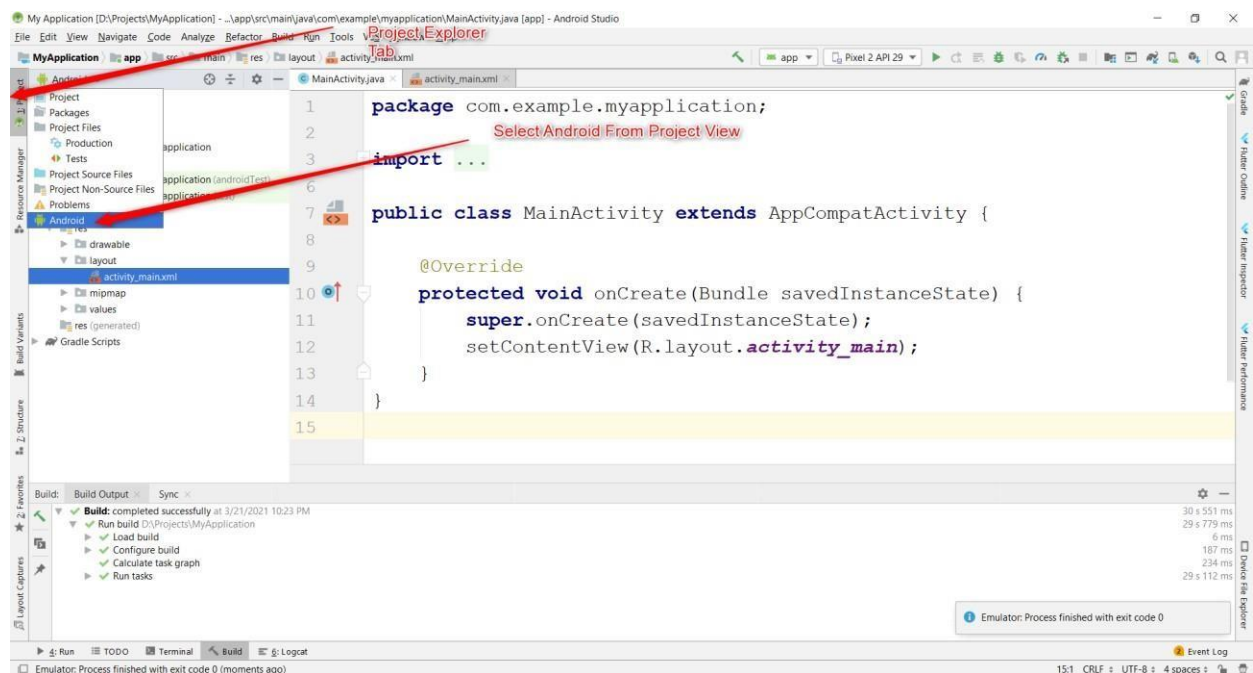 My Application [D:\Projects\MyApplication] - ...\app\src\main\java\com\example\myapplication\MainActivity.java [app] - Android Studio
File Edit View Navigate Code Analyze Refactor Build Run Tools
Project Explorer
Tab
MyApplication app src main res layout activity_main.xml
app Pixel 2 API 29
Android
MainActivity.java activity_main.xml
1: Project
Resource Manager
Build Variants
Z: Structure
2: Favorites
Layout Captures
Project
Packages
Project Files
Production
Tests
Project Source Files
Project Non-Source Files
Problems
Android
application
application (androidTest)
application
res
drawable
layout
activity_main.xml
mipmap
values
res (generated)
Gradle Scripts
Select Android From Project View
1 package com.example.myapplication;
2
3 import ...
6
7 public class MainActivity extends AppCompatActivity {
8
9 @Override
10 protected void onCreate(Bundle savedInstanceState) {
11 super.onCreate(savedInstanceState);
12 setContentView(R.layout.activity_main);
13 }
14 }
15
Gradle
Flutter Outline
Flutter Inspector
Flutter Performance
Device File Explorer
Build: Build Output Sync
Build: completed successfully at 3/21/2021 10:23 PM 30 s 551 ms
Run build D:\Projects\MyApplication 29 s 779 ms
Load build 6 ms
Configure build 187 ms
Calculate task graph 234 ms
Run tasks 29 s 112 ms
Emulator: Process finished with exit code 0
4: Run TODO Terminal Build 6: Logcat 2 Event Log
Emulator: Process finished with exit code 0 (moments ago) 15:1 CRLF UTF-8 4 spaces